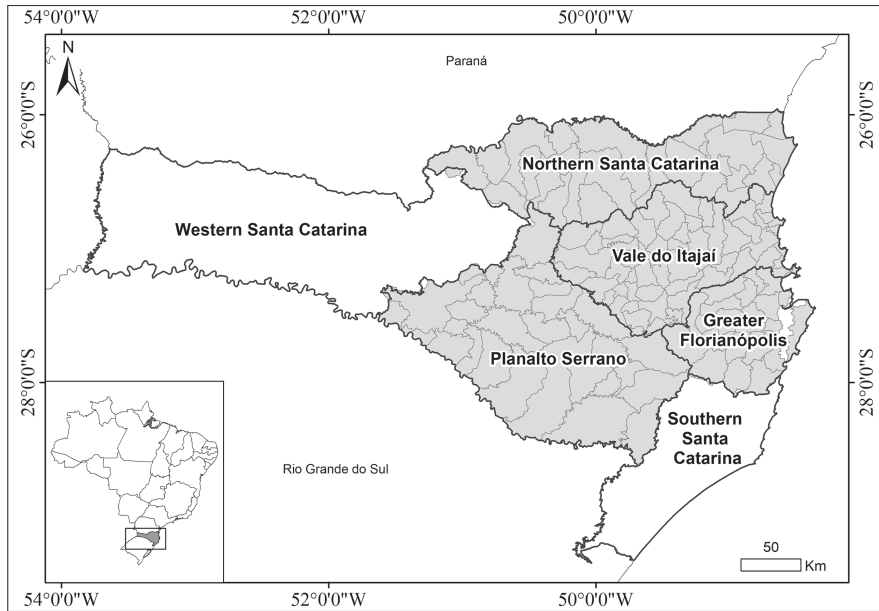 54°0'0"W
52°0'0"W
50°0'0"W
N
Paraná
26°0'0"S
26°0'0"S
Northern Santa Catarina
Western Santa Catarina
Vale do Itajaí
Greater
Florianópolis
Planalto Serrano
28°0'0"S
28°0'0"S
Southern
Santa
Catarina
Rio Grande do Sul
50
Km
54°0'0"W
52°0'0"W
50°0'0"W